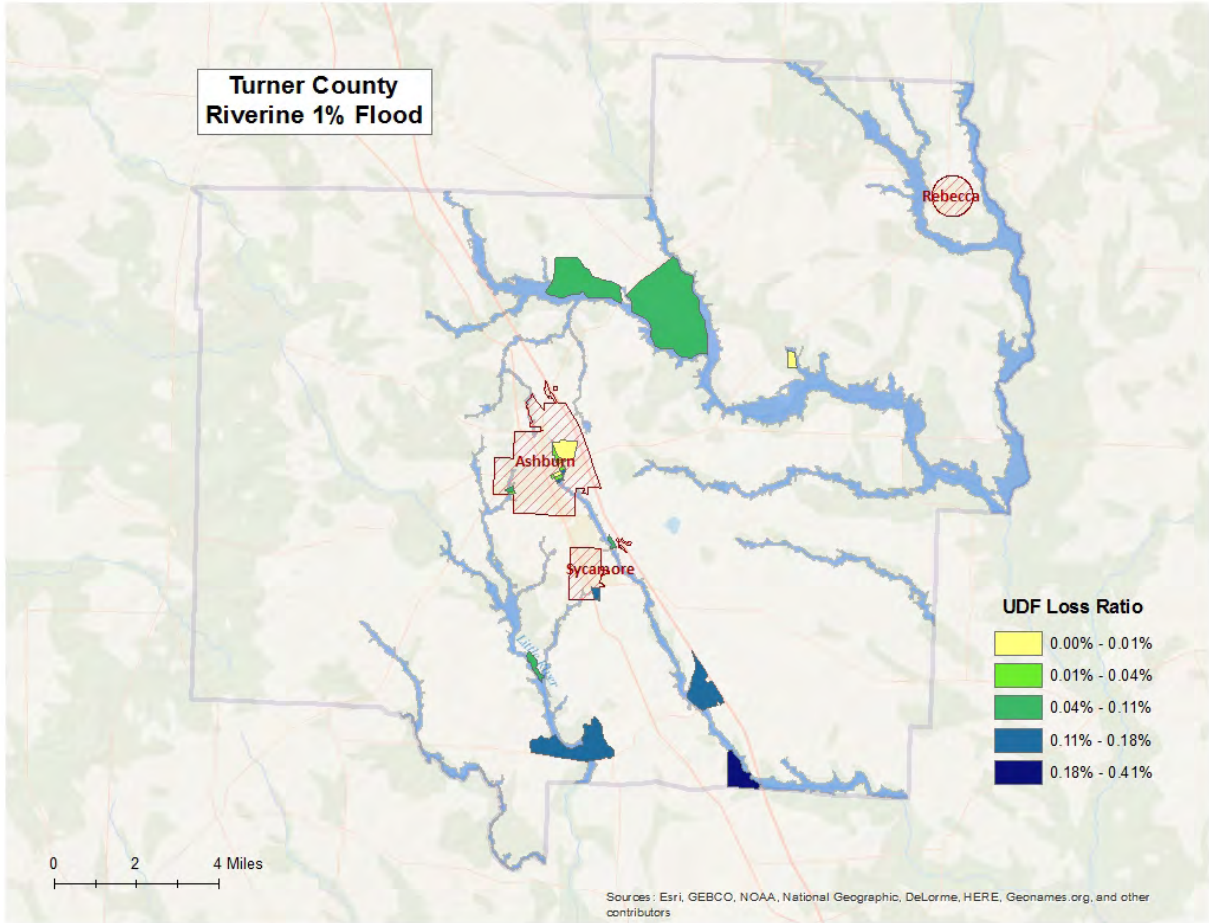 Turner County
Riverine 1% Flood
Rebecca
Ashburn
Sycamore
Little River
UDF Loss Ratio
0.00% - 0.01%
0.01% - 0.04%
0.04% - 0.11%
0.11% - 0.18%
0.18% - 0.41%
0 2 4 Miles
Sources: Esri, GEBCO, NOAA, National Geographic, DeLorme, HERE, Geonames.org, and other
contributors